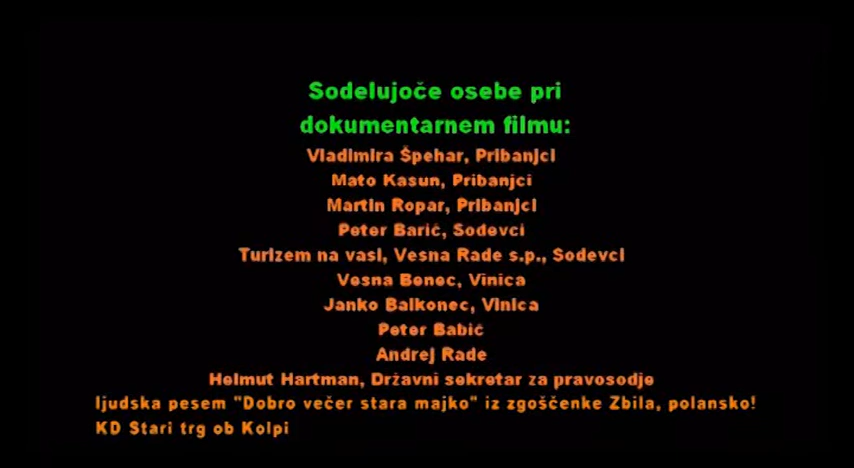 Sodelujoče osebe pri
dokumentarnem filmu:
Vladimira Špehar, Pribanjci
Mato Kasun, Pribanjci
Martin Ropar, Pribanjci
Peter Barić, Sodevci
Turizem na vasi, Vesna Rade s.p., Sodevci
Vesna Benec, Vinica
Janko Balkonec, Vinica
Peter Babić
Andrej Rade
Helmut Hartman, Državni sekretar za pravosodje
ljudska pesem "Dobro večer stara majko" iz zgoščenke Zbila, polansko!
KD Stari trg ob Kolpi